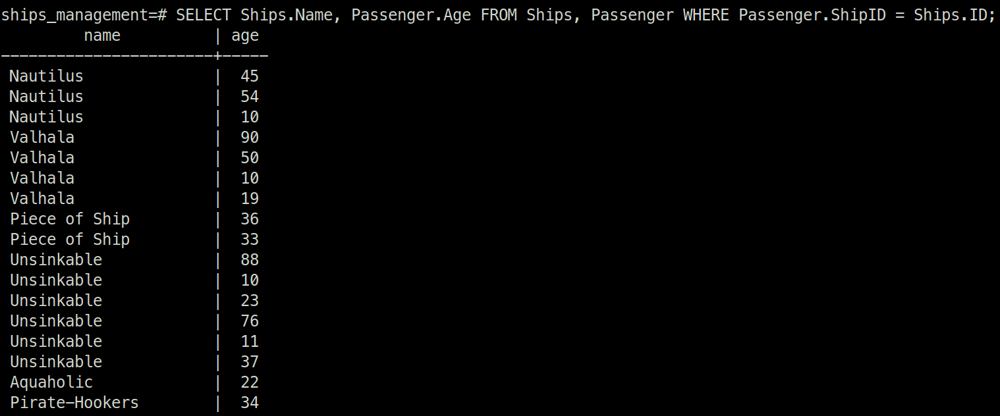 ships_management=# SELECT Ships.Name, Passenger.Age FROM Ships, Passenger WHERE Passenger.ShipID = Ships.ID;
         name          | age
-----------------------+-----
 Nautilus              |  45
 Nautilus              |  54
 Nautilus              |  10
 Valhala               |  90
 Valhala               |  50
 Valhala               |  10
 Valhala               |  19
 Piece of Ship         |  36
 Piece of Ship         |  33
 Unsinkable            |  88
 Unsinkable            |  10
 Unsinkable            |  23
 Unsinkable            |  76
 Unsinkable            |  11
 Unsinkable            |  37
 Aquaholic             |  22
 Pirate-Hookers        |  34